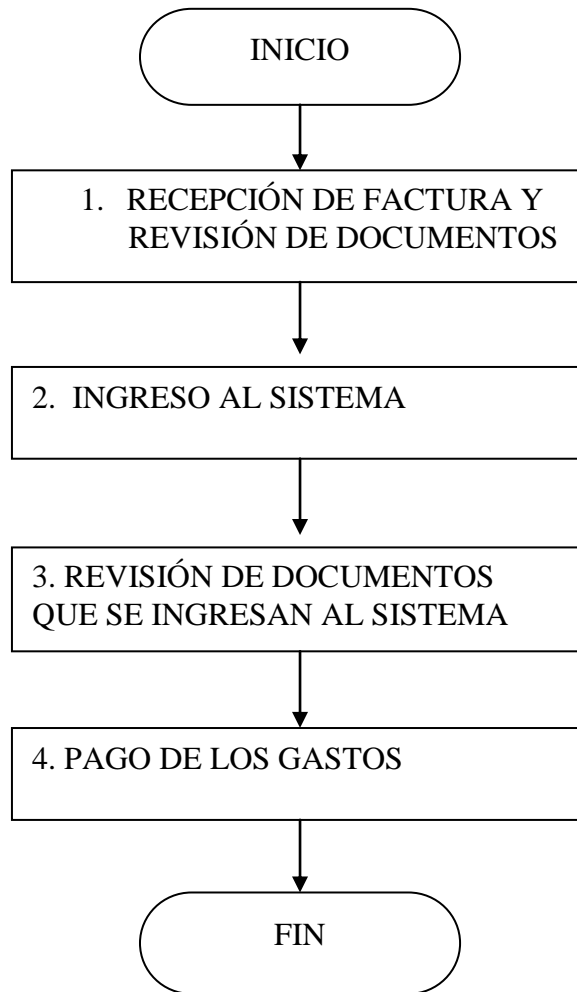 INICIO
1. RECEPCIÓN DE FACTURA Y
REVISIÓN DE DOCUMENTOS
2. INGRESO AL SISTEMA
3. REVISIÓN DE DOCUMENTOS
QUE SE INGRESAN AL SISTEMA
4. PAGO DE LOS GASTOS
FIN